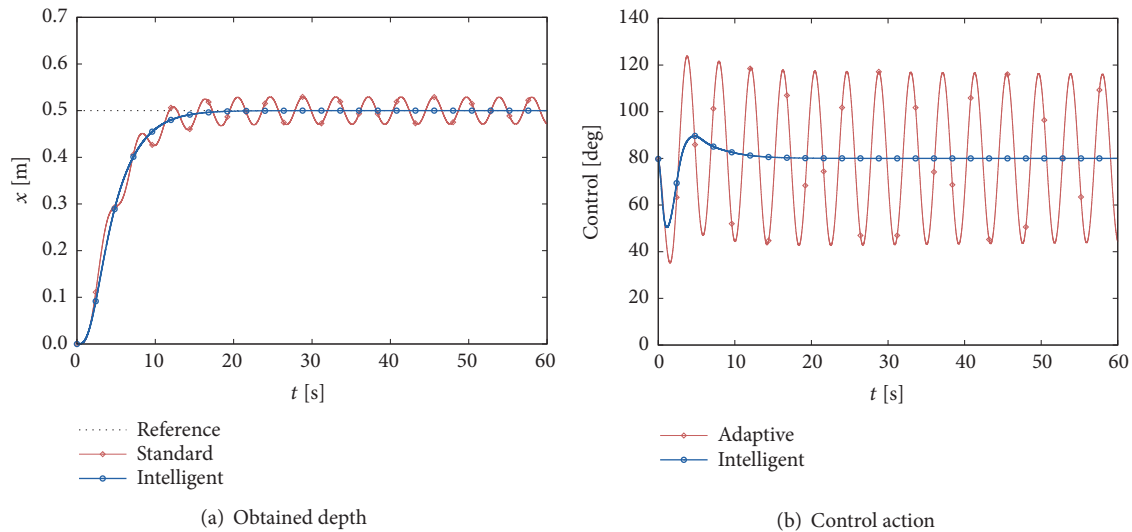 0.7
0.6
0.5
0.4
0.3
0.2
0.1
0.0
x [m]
0 10 20 30 40 50 60
t [s]
Reference
Standard
Intelligent
(a) Obtained depth
140
120
100
80
60
40
20
0
Control [deg]
0 10 20 30 40 50 60
t [s]
Adaptive
Intelligent
(b) Control action